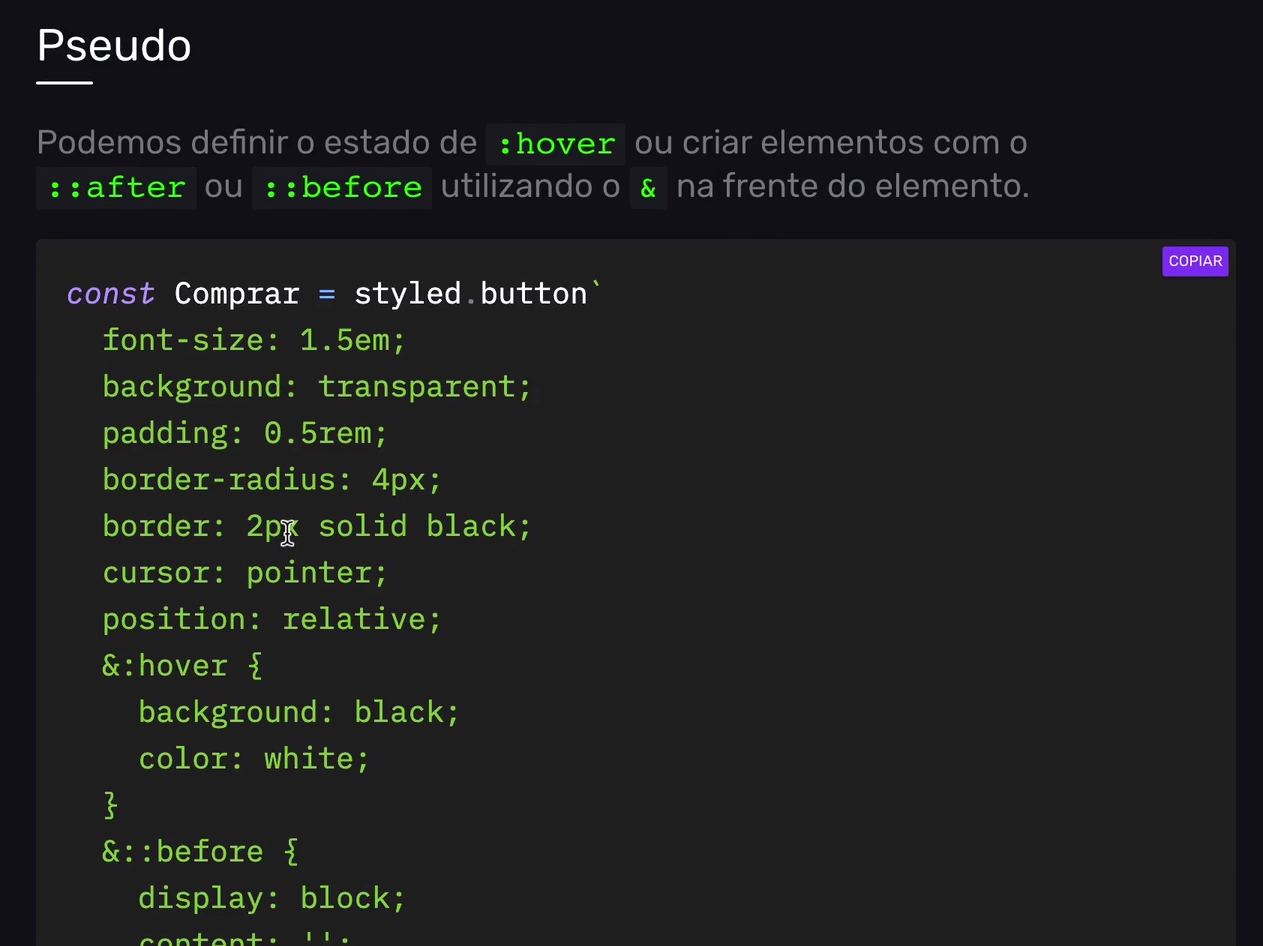 Pseudo
Podemos definir o estado de :hover ou criar elementos com o
::after ou ::before utilizando o & na frente do elemento.
COPIAR
const Comprar = styled.button`
font-size: 1.5em;
background: transparent;
padding: 0.5rem;
border-radius: 4px;
border: 2px solid black;
cursor: pointer;
position: relative;
&:hover {
background: black;
color: white;
}
&::before {
display: block;
content: '';